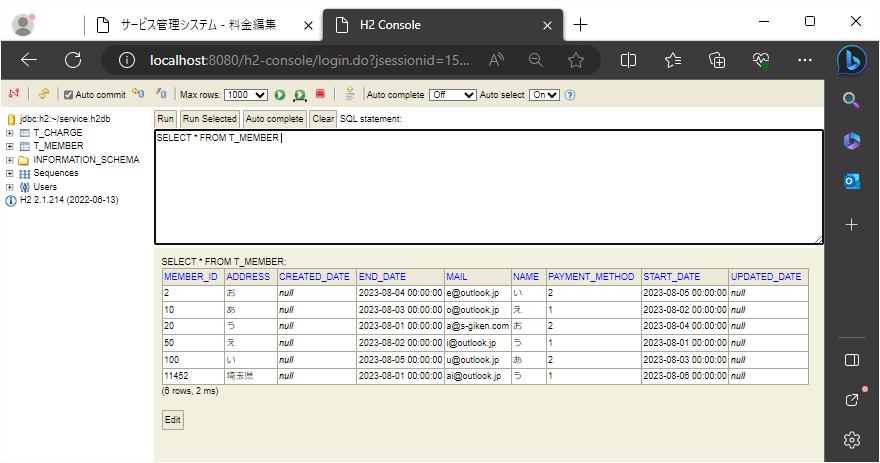 サービス管理システム - 料金編集
H2 Console
localhost:8080/h2-console/login.do?jsessionid=15...
Auto commit Max rows: 1000 Auto complete Off Auto select On
jdbc:h2:~/service.h2db
T_CHARGE
T_MEMBER
INFORMATION_SCHEMA
Sequences
Users
H2 2.1.214 (2022-06-13)
Run Run Selected Auto complete Clear SQL statement:
SELECT * FROM T_MEMBER
SELECT * FROM T_MEMBER;
MEMBER_ID ADDRESS CREATED_DATE END_DATE MAIL NAME PAYMENT_METHOD START_DATE UPDATED_DATE
2 お null 2023-08-04 00:00:00 e@outlook.jp い 2 2023-08-05 00:00:00 null
10 あ null 2023-08-03 00:00:00 o@outlook.jp え 1 2023-08-02 00:00:00 null
20 う null 2023-08-01 00:00:00 a@s-giken.com お 2 2023-08-04 00:00:00 null
50 え null 2023-08-02 00:00:00 i@outlook.jp う 1 2023-08-01 00:00:00 null
100 い null 2023-08-05 00:00:00 u@outlook.jp あ 2 2023-08-03 00:00:00 null
11452 埼玉県 null 2023-08-01 00:00:00 ai@outlook.jp う 1 2023-08-06 00:00:00 null
(6 rows, 2 ms)
Edit